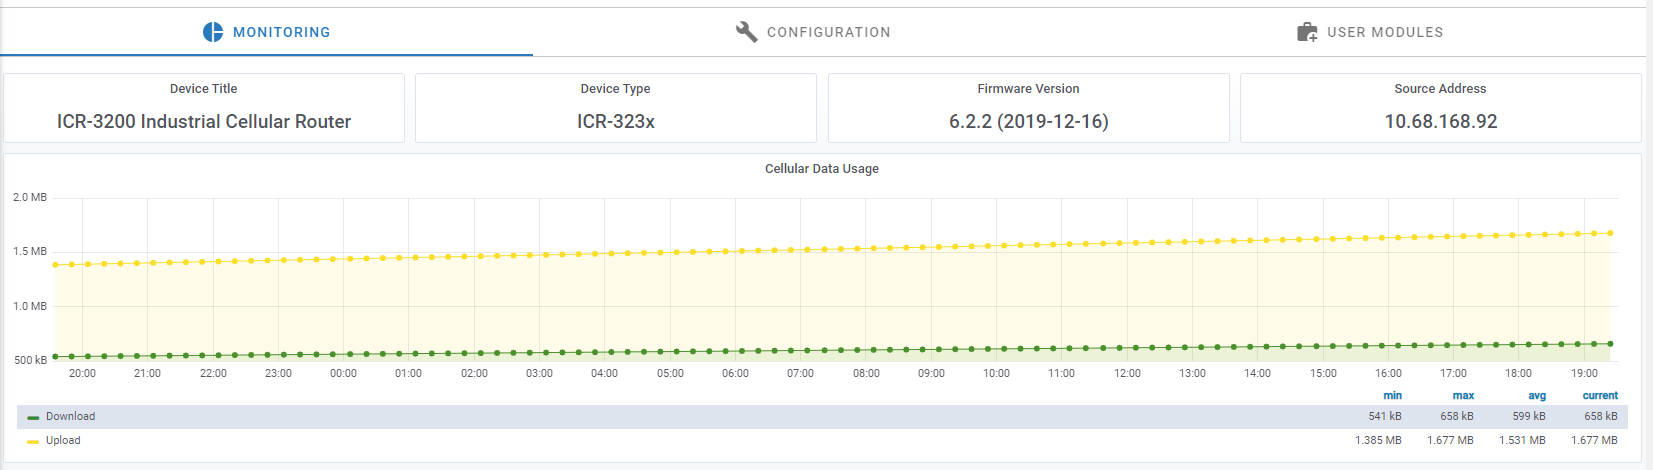 MONITORING
CONFIGURATION
USER MODULES
Device Title
ICR-3200 Industrial Cellular Router
Device Type
ICR-323x
Firmware Version
6.2.2 (2019-12-16)
Source Address
10.68.168.92
Cellular Data Usage
2.0 MB
1.5 MB
1.0 MB
500 kB
20:00 21:00 22:00 23:00 00:00 01:00 02:00 03:00 04:00 05:00 06:00 07:00 08:00 09:00 10:00 11:00 12:00 13:00 14:00 15:00 16:00 17:00 18:00 19:00
min max avg current
Download 541 kB 658 kB 599 kB 658 kB
Upload 1.385 MB 1.677 MB 1.531 MB 1.677 MB